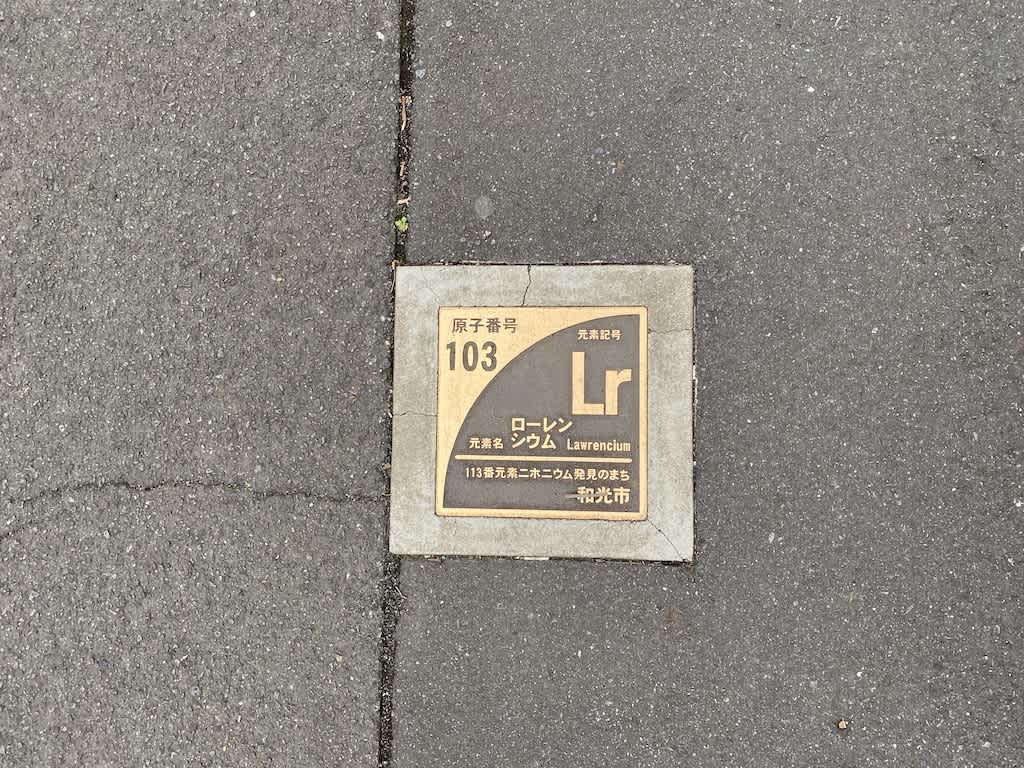 原子番号
103
元素記号
Lr
ローレン
元素名 シウム Lawrencium
113番元素ニホニウム発見のまち
和光市